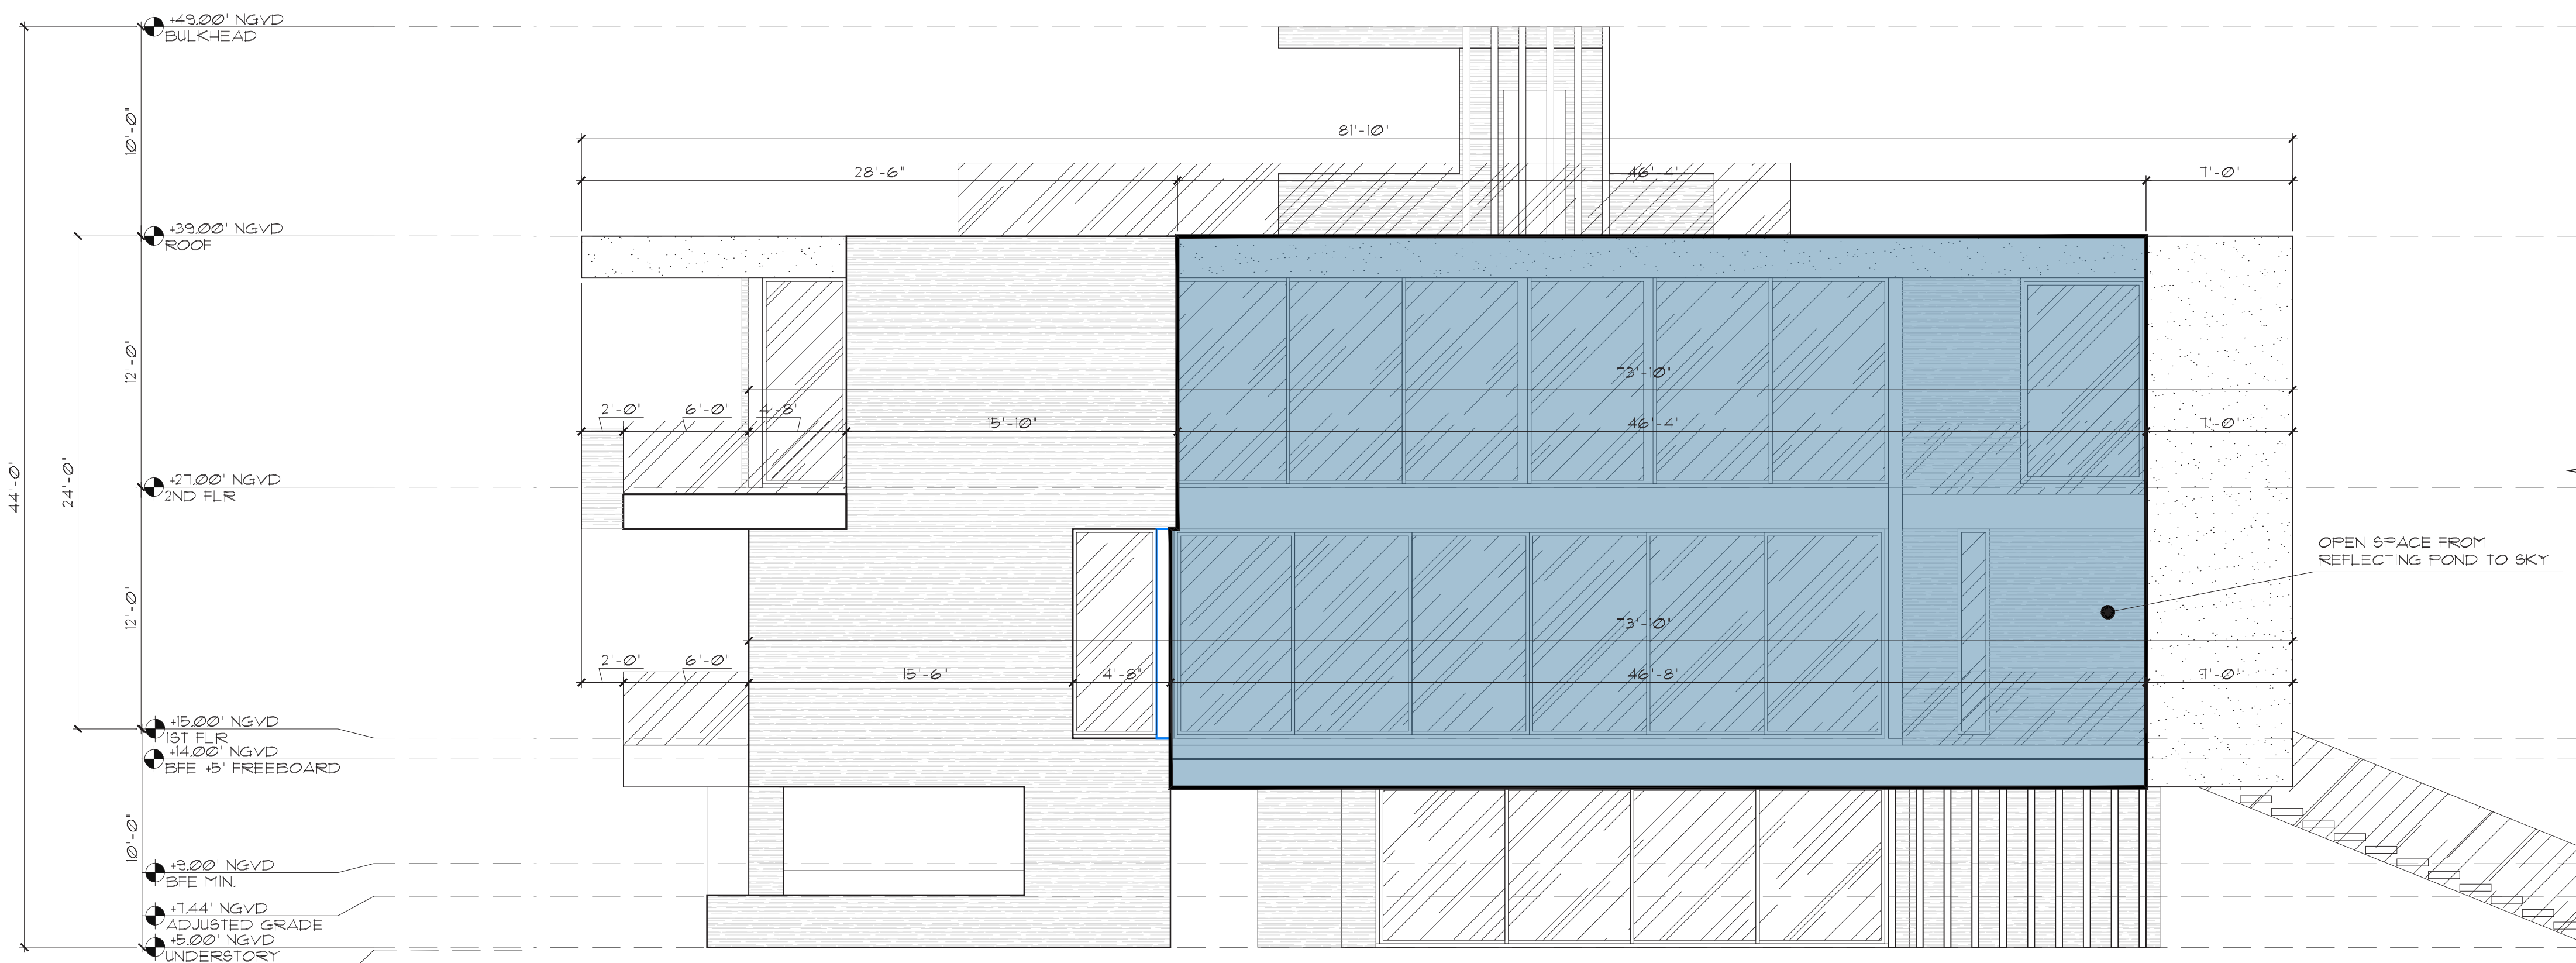 +49.00' NGVD
BULKHEAD
10'-0"
81'-10"
28'-6"
46'-4"
7'-0"
+39.00' NGVD
ROOF
12'-0"
73'-10"
2'-0"
6'-0"
4'-8"
15'-10"
46'-4"
7'-0"
44'-0"
24'-0"
+27.00' NGVD
2ND FLR
OPEN SPACE FROM
REFLECTING POND TO SKY
12'-0"
73'-10"
2'-0"
6'-0"
15'-6"
4'-8"
46'-8"
7'-0"
+15.00' NGVD
1ST FLR
+14.00' NGVD
BFE +5' FREEBOARD
10'-0"
+9.00' NGVD
BFE MIN.
+7.44' NGVD
ADJUSTED GRADE
+5.00' NGVD
UNDERSTORY